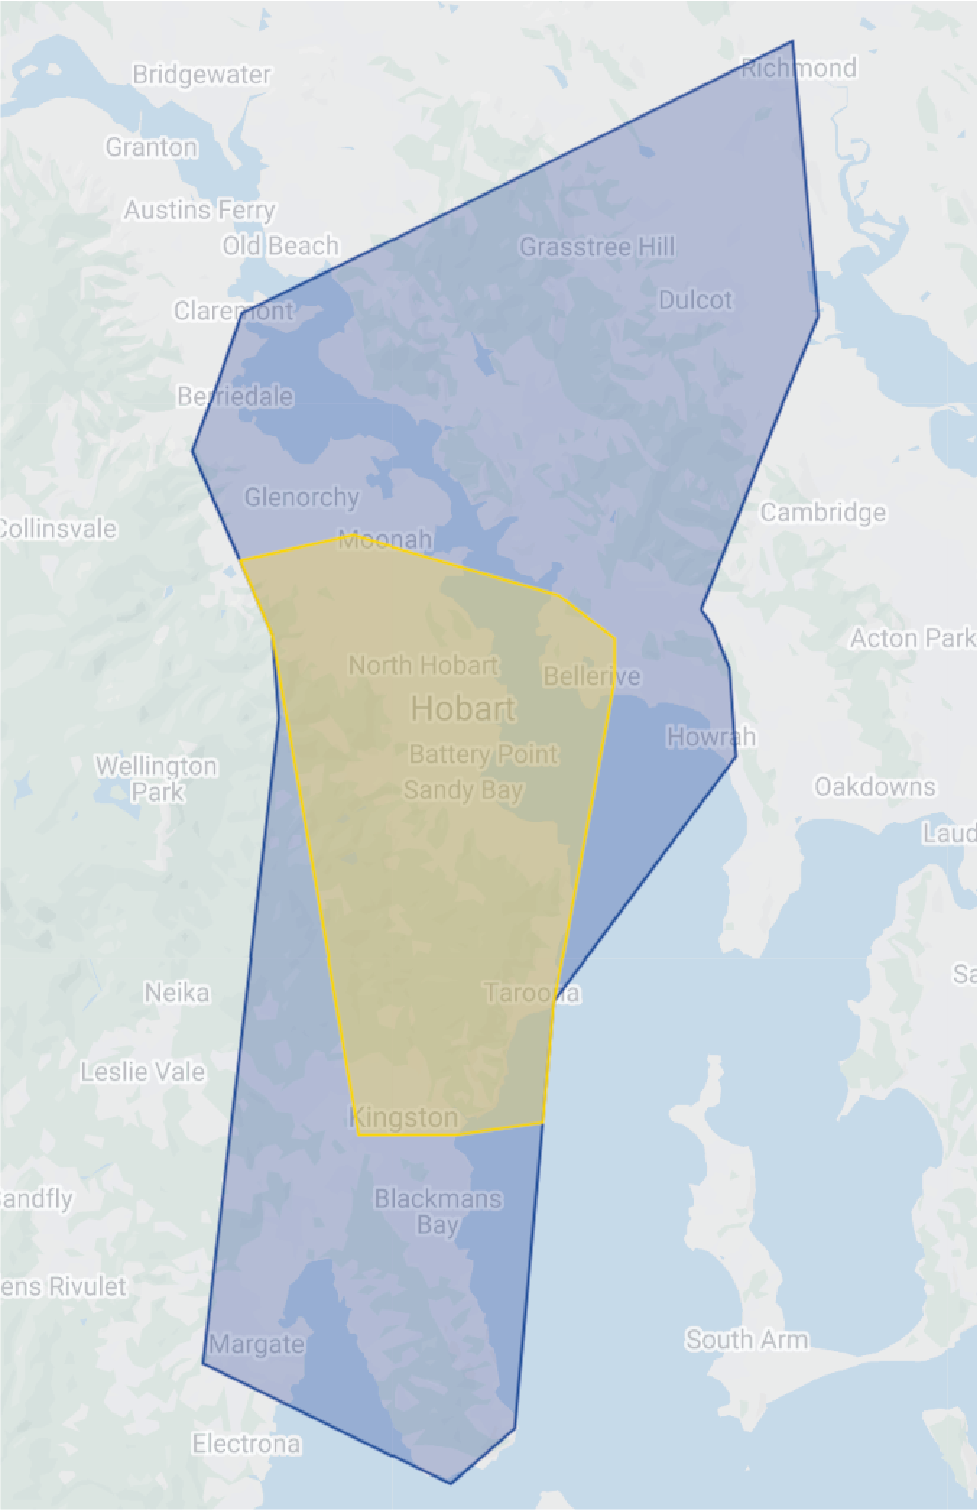 Richmond
Bridgewater
Granton
Austins Ferry
Old Beach
Grasstree Hill
Dulcot
Claremont
Berriedale
Glenorchy
Cambridge
Collinsvale
Moonah
Acton Park
North Hobart
Bellerive
Hobart
Howrah
Battery Point
Wellington
Park
Sandy Bay
Oakdowns
Laud
Sa
Neika
Taroona
Leslie Vale
Kingston
Sandfly
Blackmans
Bay
ens Rivulet
South Arm
Margate
Electrona